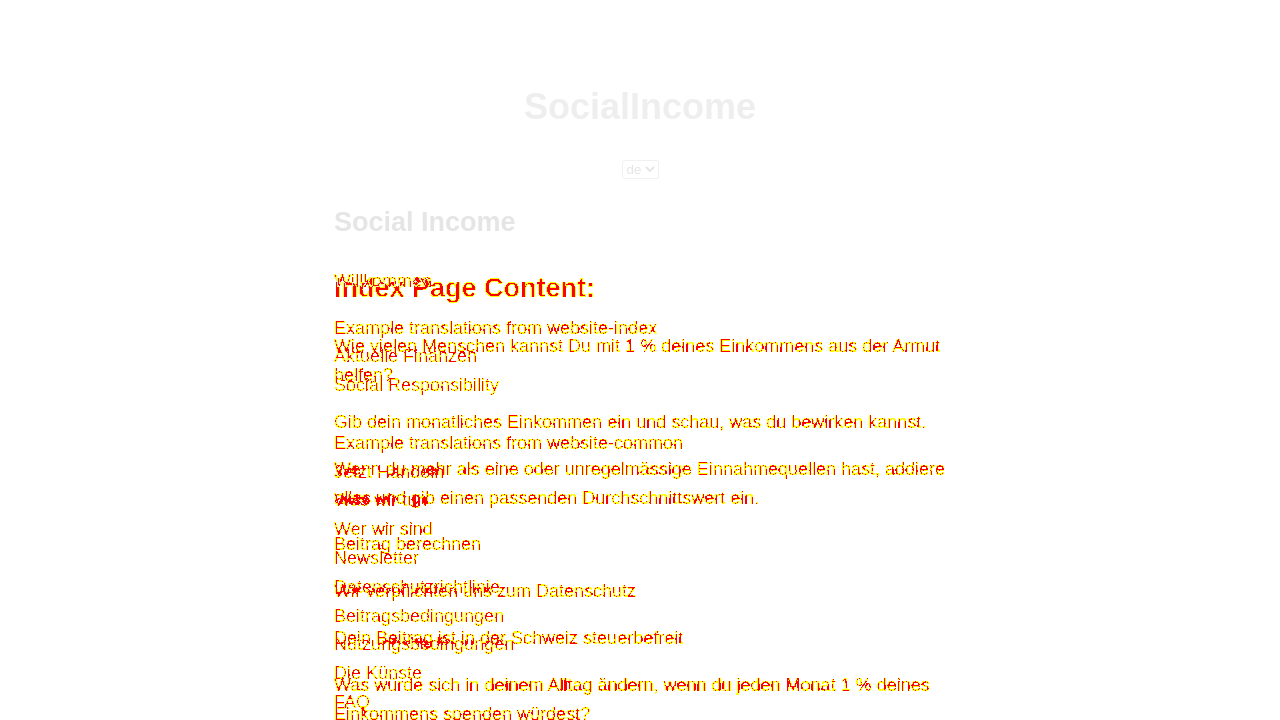 SocialIncome
de
Social Income
Willkommen
Index Page Content:
Example translations from website-index
Wie vielen Menschen kannst Du mit 1 % deines Einkommens aus der Armut
Aktuelle Finanzen
helfen?
Social Responsibility
Gib dein monatliches Einkommen ein und schau, was du bewirken kannst.
Example translations from website-common
Wenn du mehr als eine oder unregelmässige Einnahmequellen hast, addiere
Jetzt Handeln
alles und gib einen passenden Durchschnittswert ein.
Was wir tun
Wer wir sind
Beitrag berechnen
Newsletter
Datenschutzrichtlinie
Wir verpflichten uns zum Datenschutz
Beitragsbedingungen
Dein Beitrag ist in der Schweiz steuerbefreit
Nutzungsbedingungen
Die Künste
Was würde sich in deinem Alltag ändern, wenn du jeden Monat 1 % deines
FAQ
Einkommens spenden würdest?